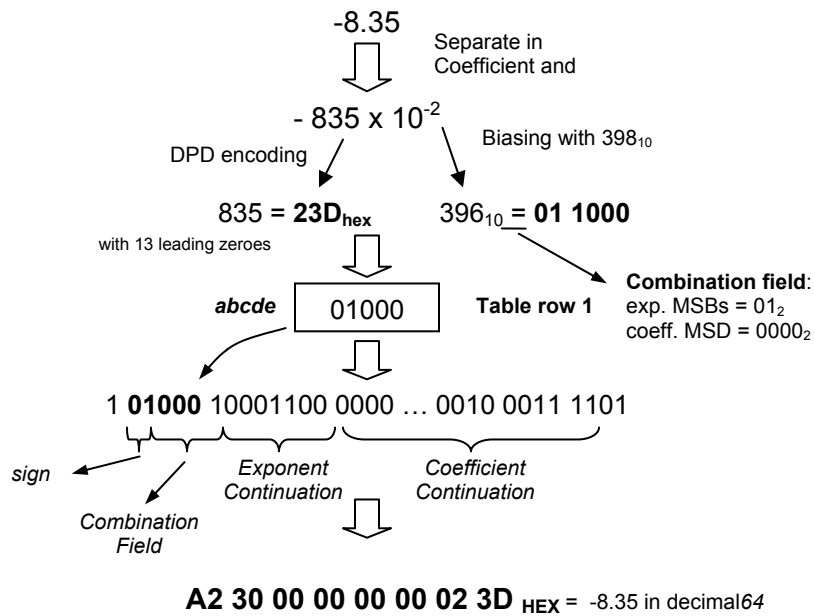 -8.35
Separate in
Coefficient and
- 835 x 10⁻²
DPD encoding
Biasing with 398₁₀
835 = 23D_hex
396₁₀ = 01 1000
with 13 leading zeroes
abcde
01000
Table row 1
Combination field:
exp. MSBs = 01₂
coeff. MSD = 0000₂
1 01000 10001100 0000 … 0010 0011 1101
sign
Combination
Field
Exponent
Continuation
Coefficient
Continuation
A2 30 00 00 00 00 02 3D HEX = -8.35 in decimal64